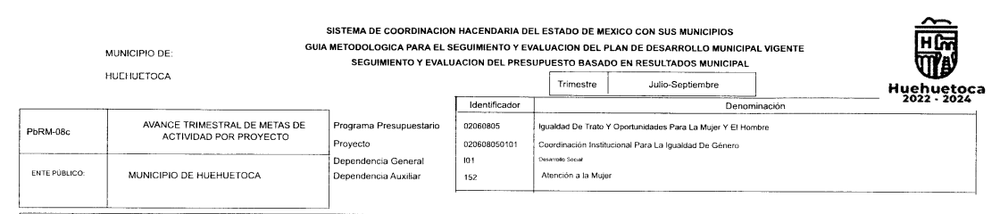 SISTEMA DE COORDINACION HACENDARIA DEL ESTADO DE MEXICO CON SUS MUNICIPIOS
GUIA METODOLOGICA PARA EL SEGUIMIENTO Y EVALUACION DEL PLAN DE DESARROLLO MUNICIPAL VIGENTE
MUNICIPIO DE:
SEGUIMIENTO Y EVALUACION DEL PRESUPUESTO BASADO EN RESULTADOS MUNICIPAL
HUEHUETOCA
Trimestre Julio-Septiembre
H
Huehuetoca
2022 - 2024
Identificador Denominación
PbRM-08c AVANCE TRIMESTRAL DE METAS DE ACTIVIDAD POR PROYECTO
Programa Presupuestario 02060805 Igualdad De Trato Y Oportunidades Para La Mujer Y El Hombre
Proyecto 020608050101 Coordinación Institucional Para La Igualdad De Género
Dependencia General I01 Desarrollo Social
ENTE PÚBLICO: MUNICIPIO DE HUEHUETOCA
Dependencia Auxiliar 152 Atención a la Mujer